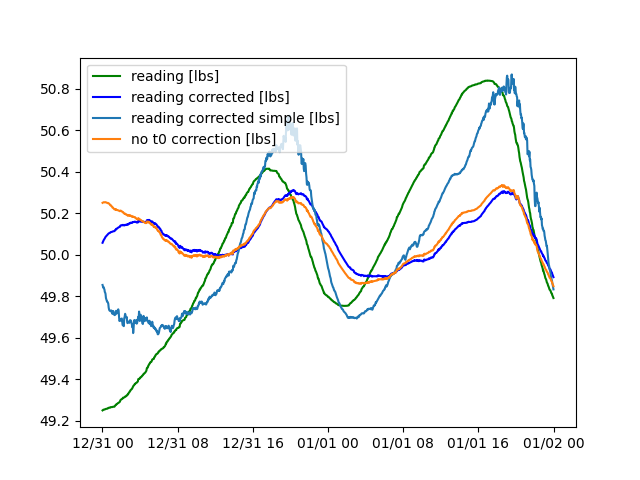 reading [lbs]
reading corrected [lbs]
reading corrected simple [lbs]
no t0 correction [lbs]
50.8
50.6
50.4
50.2
50.0
49.8
49.6
49.4
49.2
12/31 00 12/31 08 12/31 16 01/01 00 01/01 08 01/01 16 01/02 00